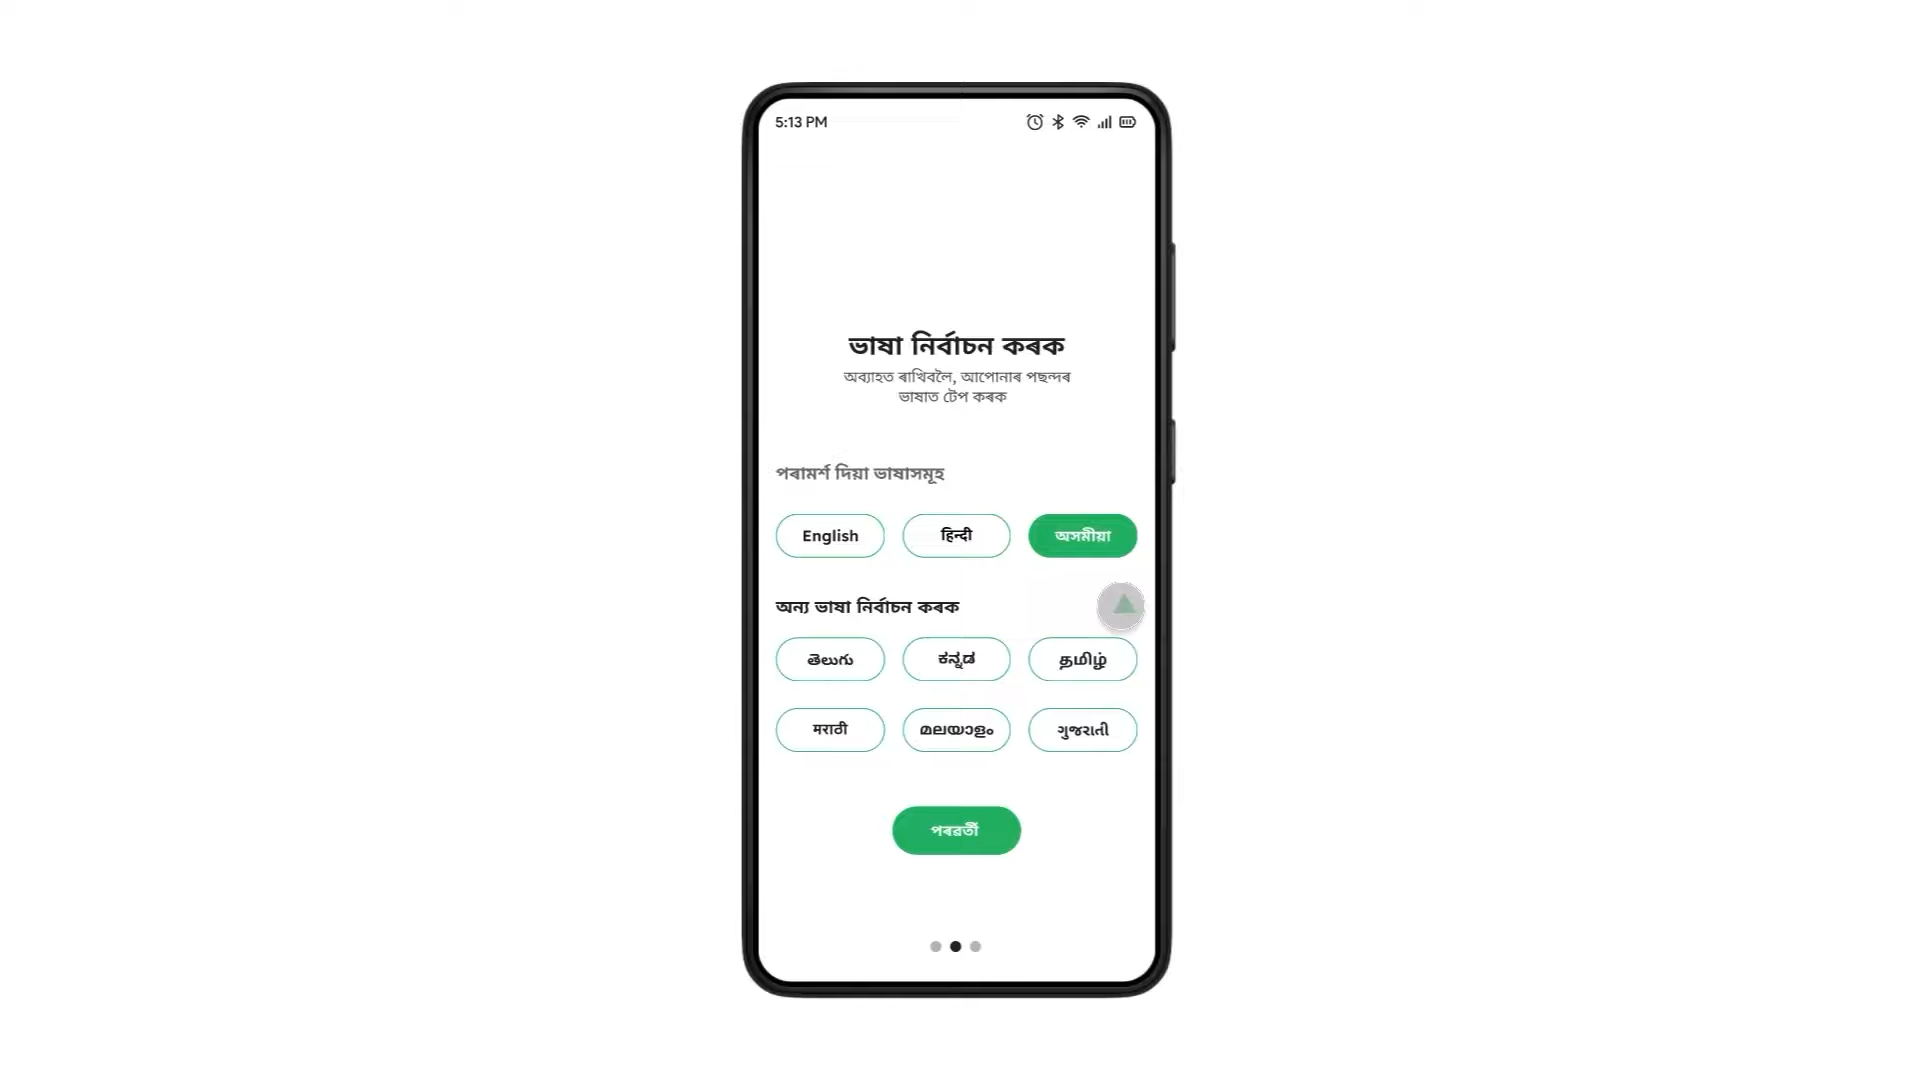 5:13 PM
ভাষা নিৰ্বাচন কৰক
অব্যাহত ৰাখিবলৈ, আপোনাৰ পছন্দৰ
ভাষাত টেপ কৰক
পৰামৰ্শ দিয়া ভাষাসমূহ
English हिन्दी অসমীয়া
অন্য ভাষা নিৰ্বাচন কৰক
తెలుగు ಕನ್ನಡ தமிழ்
मराठी മലയാളം ગુજરાતી
পৰৱৰ্তী